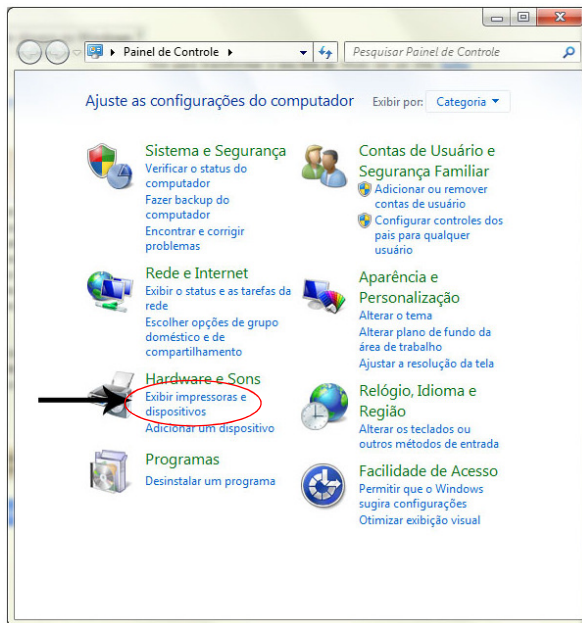 Painel de Controle
Pesquisar Painel de Controle
Ajuste as configurações do computador
Exibir por: Categoria
Sistema e Segurança
Verificar o status do
computador
Fazer backup do
computador
Encontrar e corrigir
problemas
Rede e Internet
Exibir o status e as tarefas da
rede
Escolher opções de grupo
doméstico e de
compartilhamento
Hardware e Sons
Exibir impressoras e
dispositivos
Adicionar um dispositivo
Programas
Desinstalar um programa
Contas de Usuário e
Segurança Familiar
Adicionar ou remover
contas de usuário
Configurar controles dos
pais para qualquer
usuário
Aparência e
Personalização
Alterar o tema
Alterar plano de fundo da
área de trabalho
Ajustar a resolução da tela
Relógio, Idioma e
Região
Alterar os teclados ou
outros métodos de entrada
Facilidade de Acesso
Permitir que o Windows
sugira configurações
Otimizar exibição visual